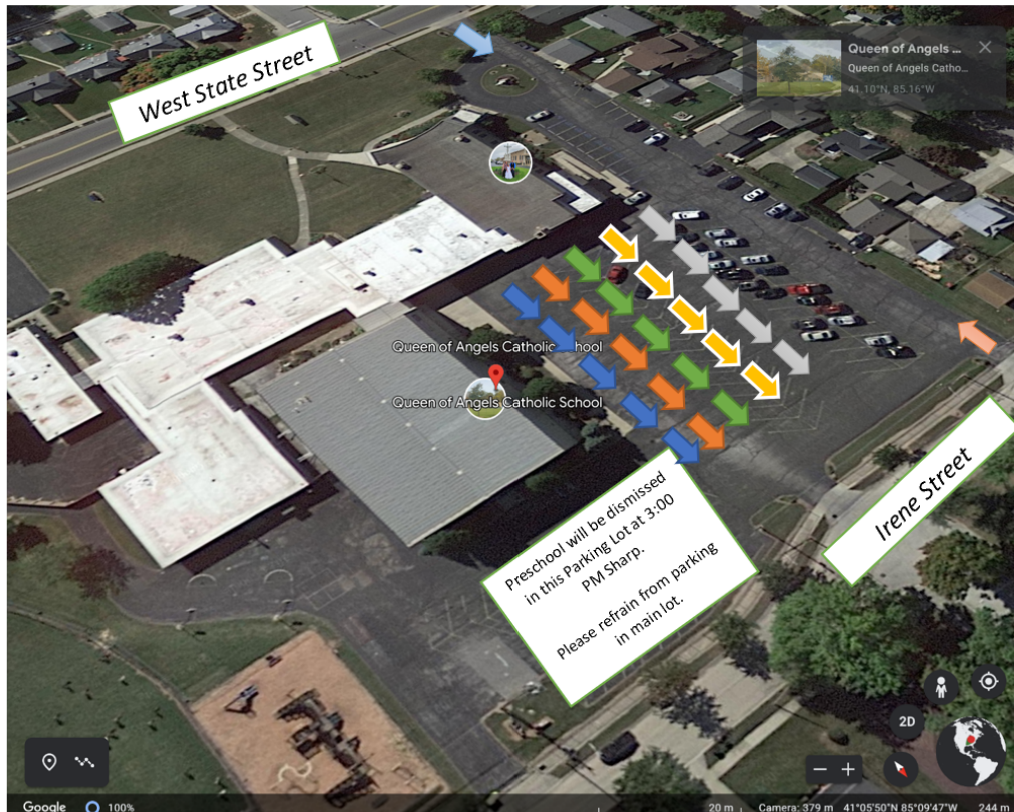 West State Street
Queen of Angels ...
Queen of Angels Catho...
41.10°N, 85.16°W
Queen of Angels Catholic School
Queen of Angels Catholic School
Irene Street
Preschool will be dismissed
in this Parking Lot at 3:00
PM Sharp.
Please refrain from parking
in main lot.
2D
Google
100%
20 m
Camera: 379 m
41°05'50"N 85°09'47"W
244 m